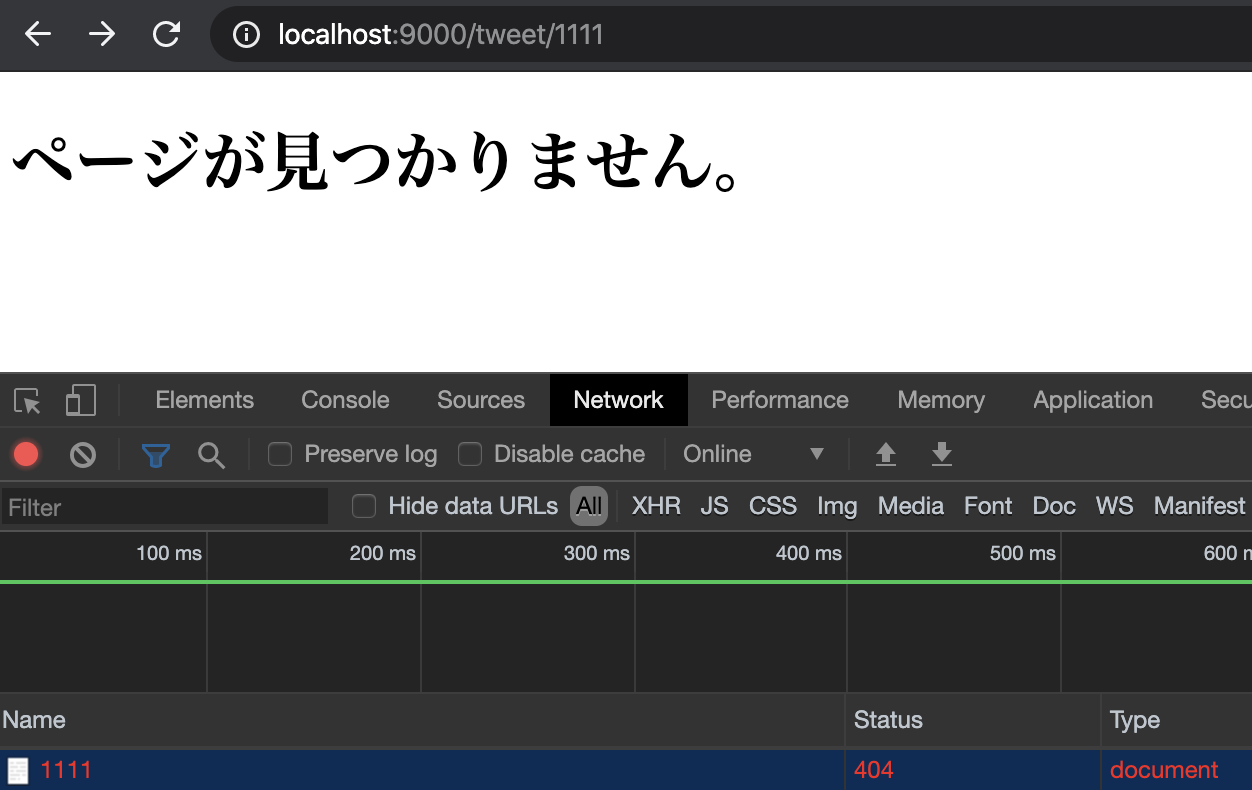 localhost:9000/tweet/1111
ページが見つかりません。
Elements Console Sources Network Performance Memory Application Secu
Preserve log Disable cache Online ▼
Filter Hide data URLs All XHR JS CSS Img Media Font Doc WS Manifest
100 ms 200 ms 300 ms 400 ms 500 ms 600 m
Name Status Type
1111 404 document